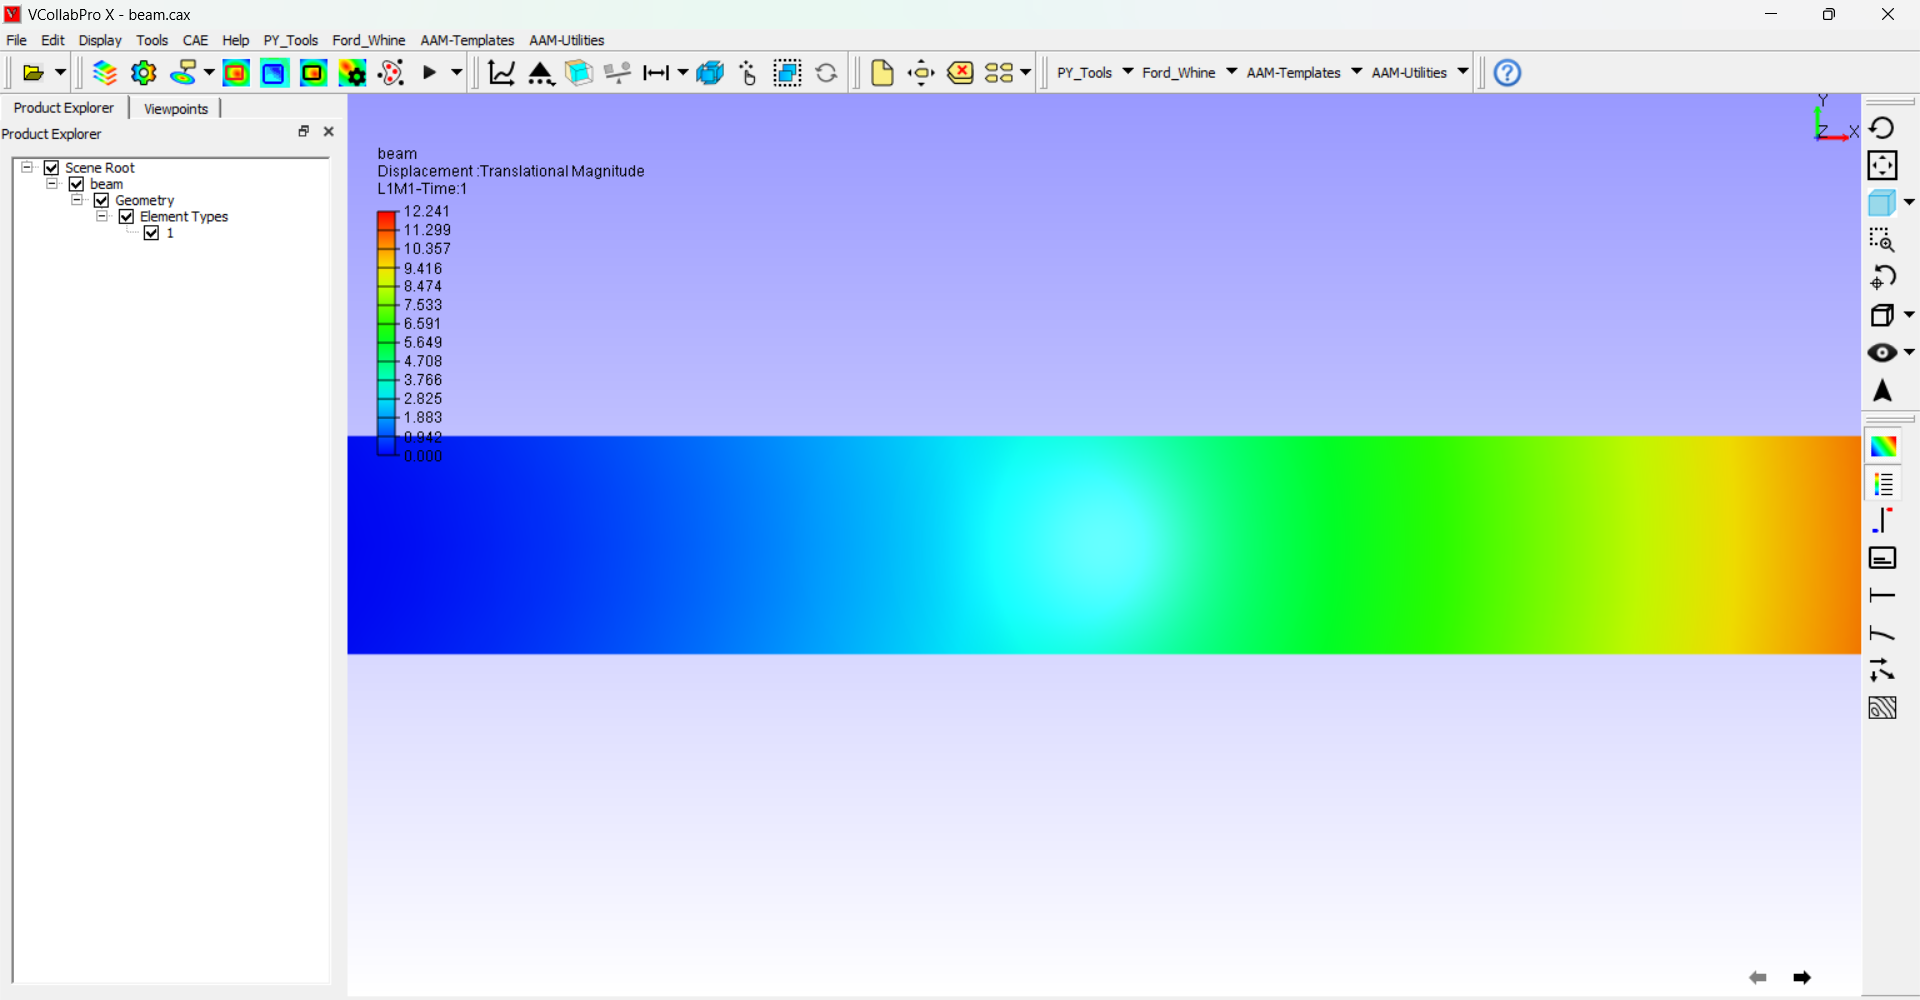 VCollabPro X - beam.cax
File Edit Display Tools CAE Help PY_Tools Ford_Whine AAM-Templates AAM-Utilities
PY_Tools Ford_Whine AAM-Templates AAM-Utilities
Product Explorer Viewpoints
Product Explorer
Scene Root
beam
Geometry
Element Types
1
beam
Displacement :Translational Magnitude
L1M1-Time:1
12.241
11.299
10.357
9.416
8.474
7.533
6.591
5.649
4.708
3.766
2.825
1.883
0.942
0.000
Y
Z
X